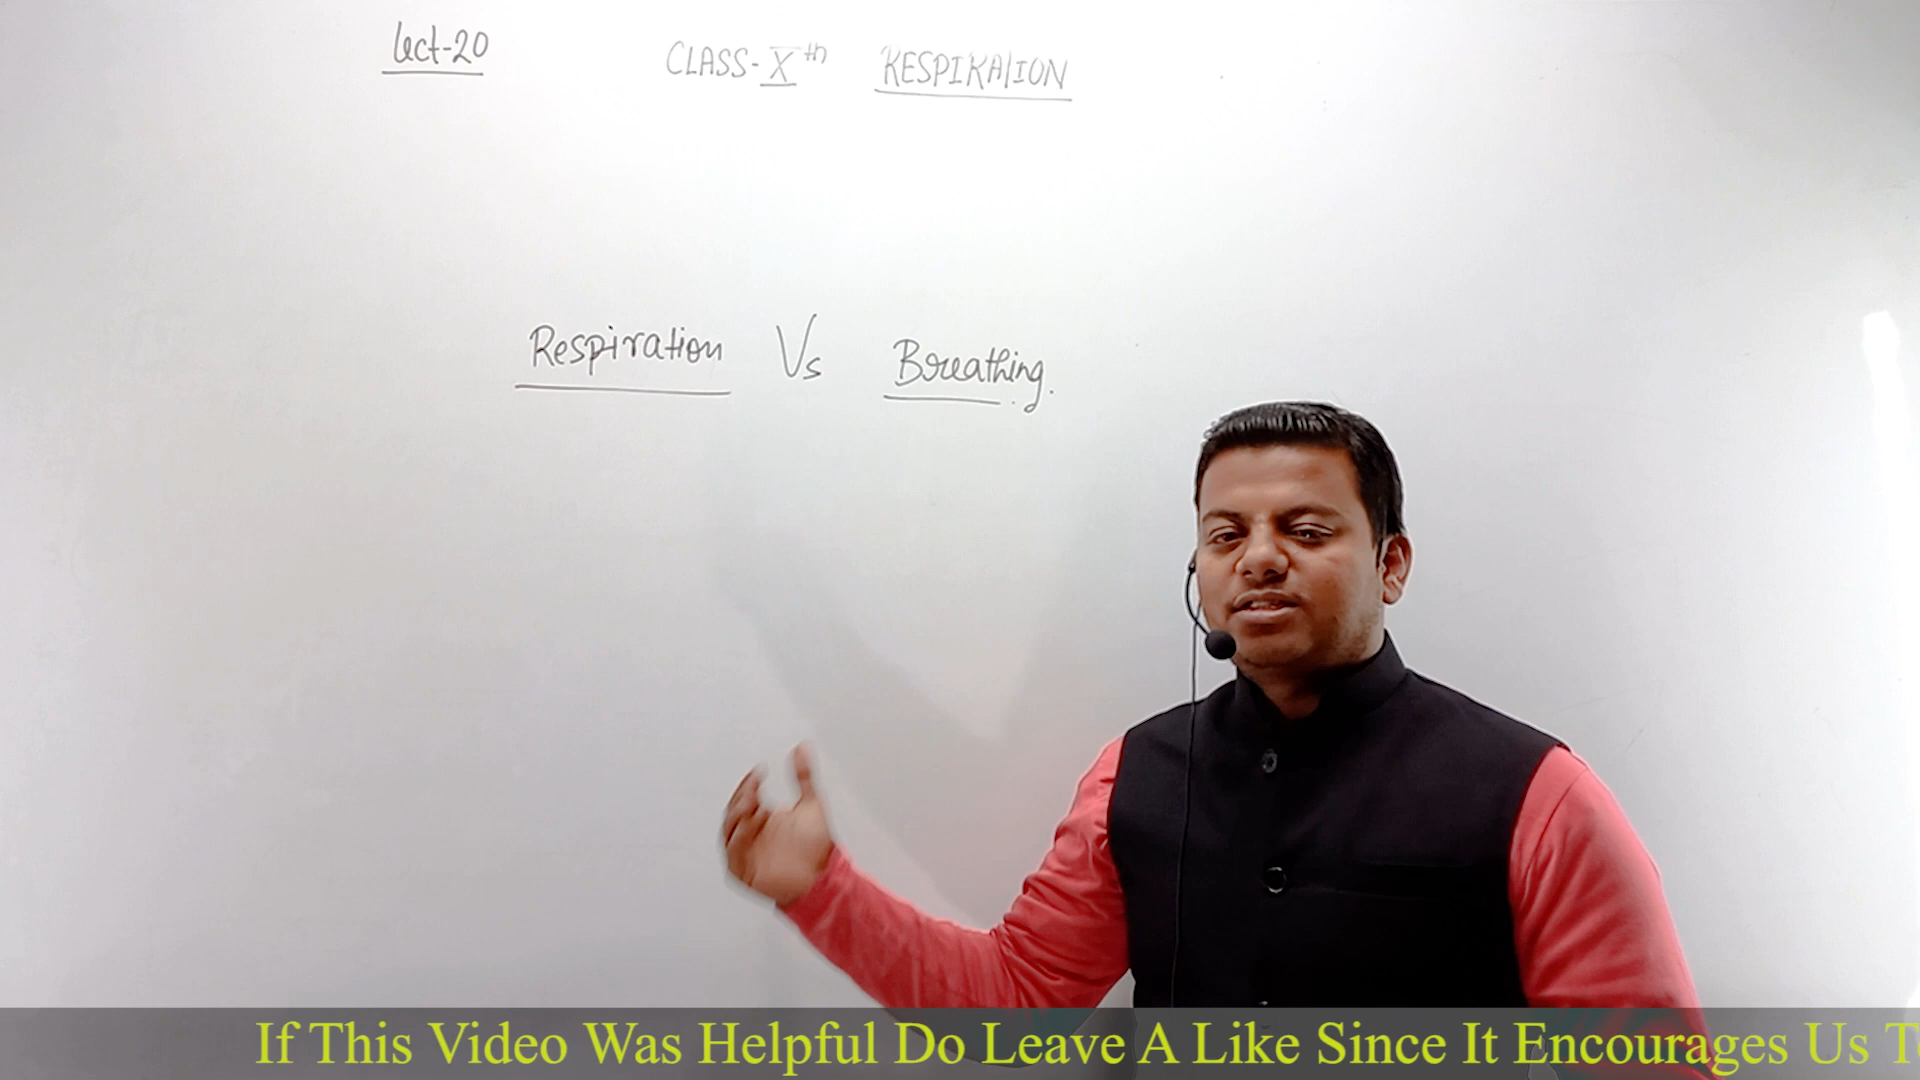 Lect-20
CLASS-Xth RESPIRATION
Respiration Vs Breathing.
If This Video Was Helpful Do Leave A Like Since It Encourages Us T